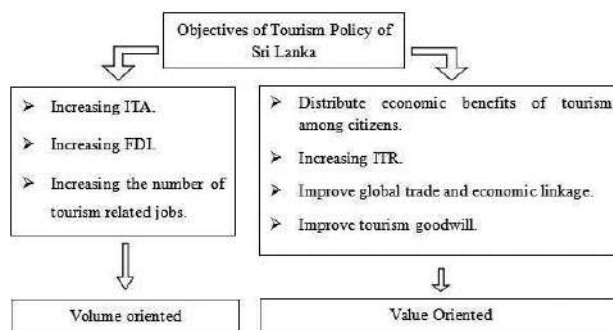 Objectives of Tourism Policy of
Sri Lanka
➢ Increasing ITA.
➢ Increasing FDI.
➢ Increasing the number of
tourism related jobs.
➢ Distribute economic benefits of tourism
among citizens.
➢ Increasing ITR.
➢ Improve global trade and economic linkage.
➢ Improve tourism goodwill.
Volume oriented
Value Oriented